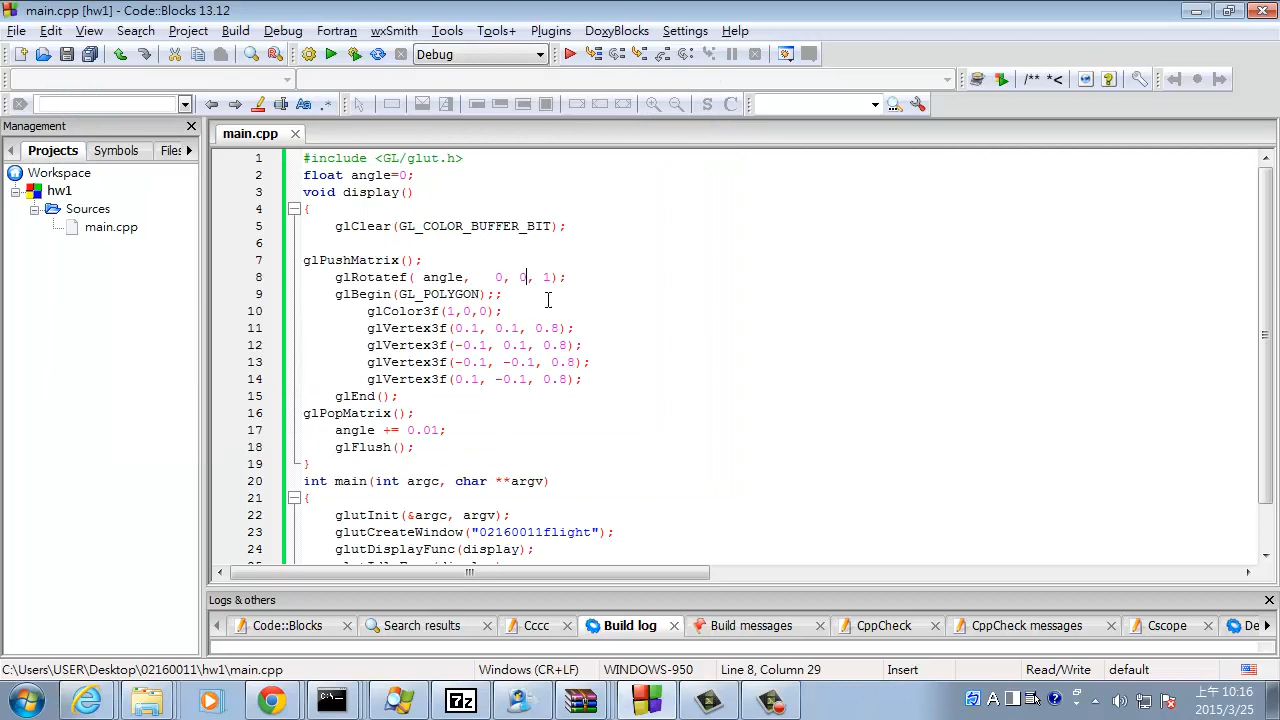 main.cpp [hw1] - Code::Blocks 13.12
File Edit View Search Project Build Debug Fortran wxSmith Tools Tools+ Plugins DoxyBlocks Settings Help
Debug
/** *<
S C
Management
Projects Symbols Files
Workspace
hw1
Sources
main.cpp
main.cpp
1 #include <GL/glut.h>
2 float angle=0;
3 void display()
4 {
5 glClear(GL_COLOR_BUFFER_BIT);
6
7 glPushMatrix();
8 glRotatef( angle, 0, 0, 1);
9 glBegin(GL_POLYGON);;
10 glColor3f(1,0,0);
11 glVertex3f(0.1, 0.1, 0.8);
12 glVertex3f(-0.1, 0.1, 0.8);
13 glVertex3f(-0.1, -0.1, 0.8);
14 glVertex3f(0.1, -0.1, 0.8);
15 glEnd();
16 glPopMatrix();
17 angle += 0.01;
18 glFlush();
19 }
20 int main(int argc, char **argv)
21 {
22 glutInit(&argc, argv);
23 glutCreateWindow("02160011flight");
24 glutDisplayFunc(display);
Logs & others
Code::Blocks Search results Cccc Build log Build messages CppCheck CppCheck messages Cscope De
C:\Users\USER\Desktop\02160011\hw1\main.cpp Windows (CR+LF) WINDOWS-950 Line 8, Column 29 Insert Read/Write default
7z
A
上午 10:16
2015/3/25